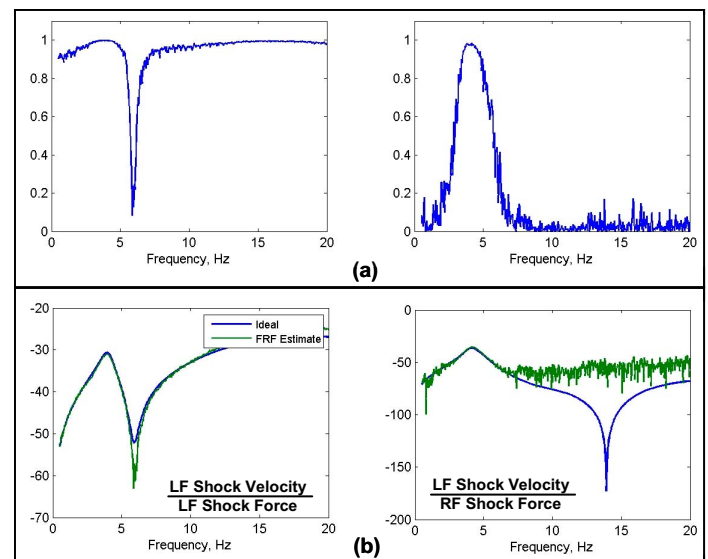 1
0.8
0.6
0.4
0.2
0
0 5 10 15 20
Frequency, Hz
1
0.8
0.6
0.4
0.2
0
0 5 10 15 20
Frequency, Hz
(a)
-20
-30
-40
-50
-60
-70
Ideal
FRF Estimate
LF Shock Velocity
LF Shock Force
0 5 10 15 20
Frequency, Hz
0
-50
-100
-150
-200
LF Shock Velocity
RF Shock Force
0 5 10 15 20
Frequency, Hz
(b)